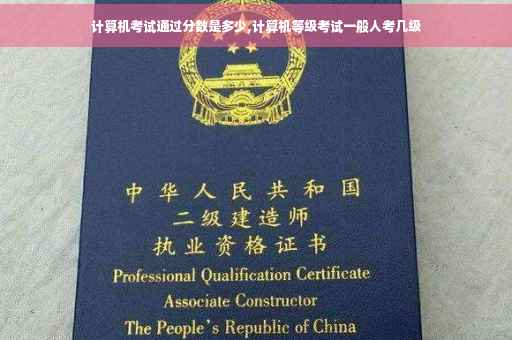 计算机考试通过分数是多少,计算机等级考试一般人考几级
中华人民共和国
二级建造师
执业资格证书
Professional Qualification Certificate
Associate Constructor
The People's Republic of China